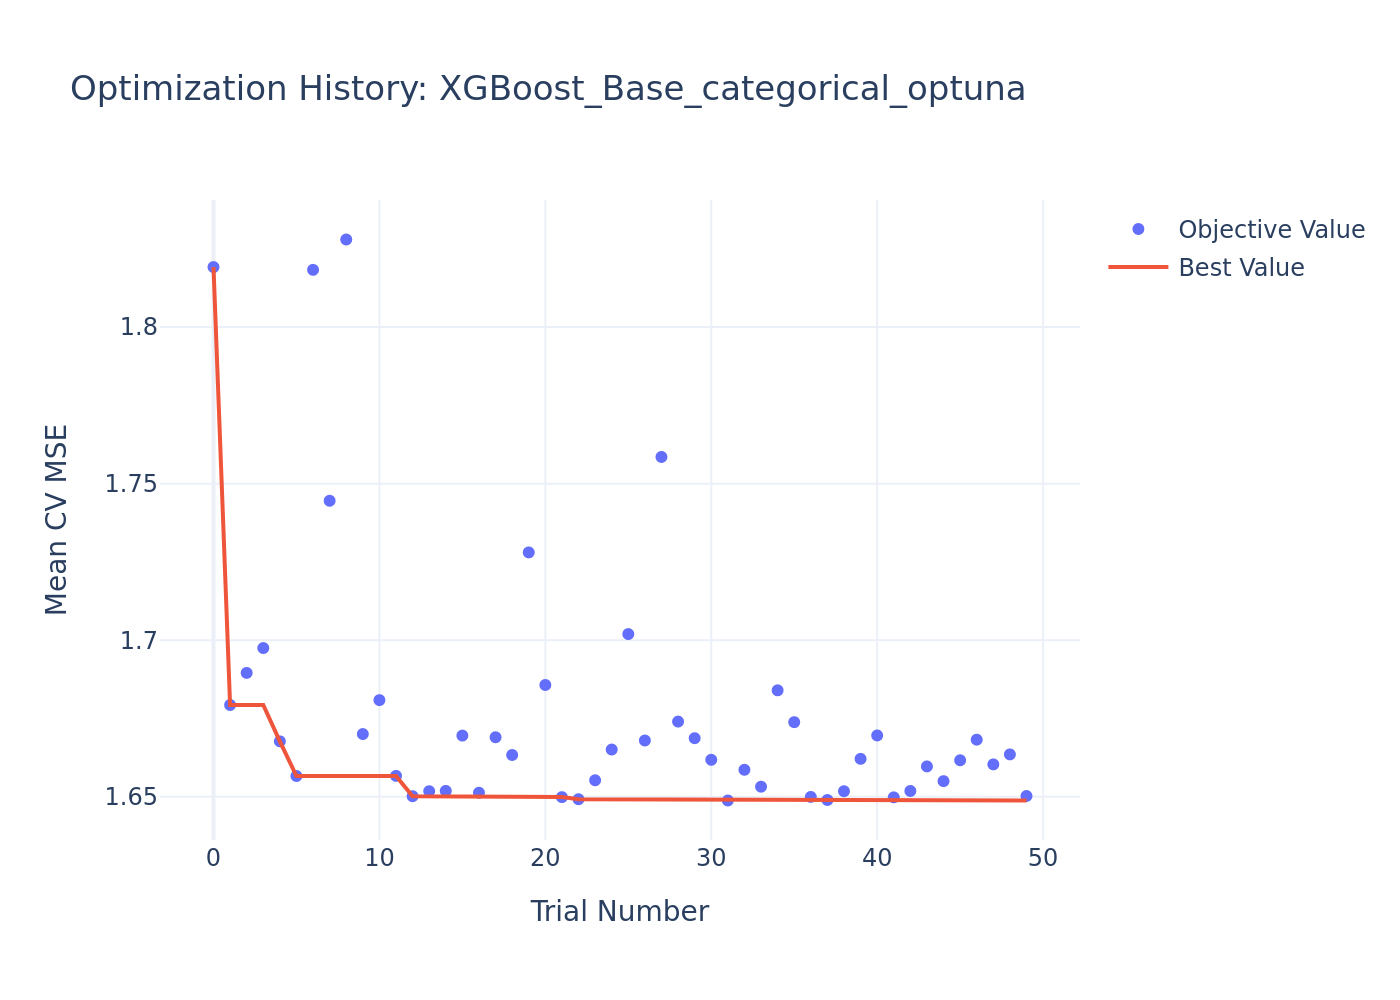 Optimization History: XGBoost_Base_categorical_optuna
Objective Value
Best Value
1.8
1.75
1.7
1.65
Mean CV MSE
0 10 20 30 40 50
Trial Number